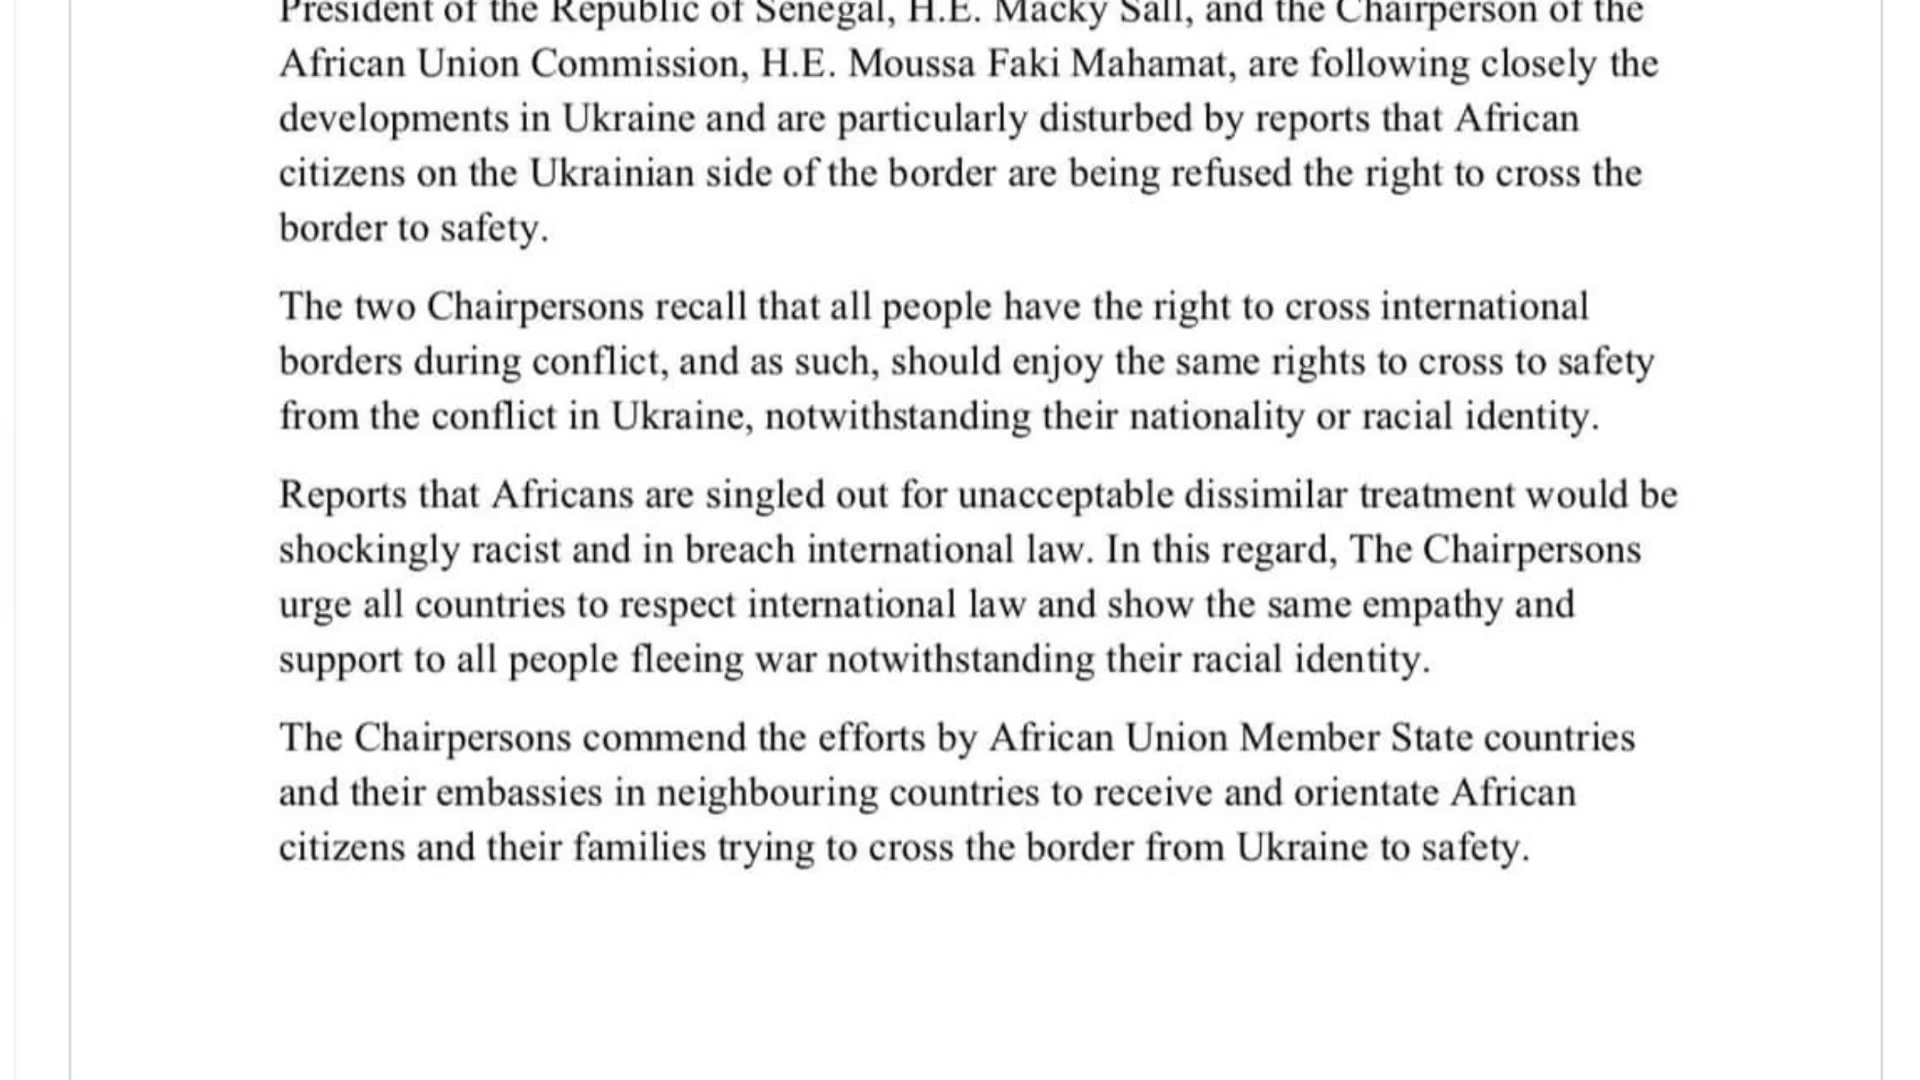 President of the Republic of Senegal, H.E. Macky Sall, and the Chairperson of the
African Union Commission, H.E. Moussa Faki Mahamat, are following closely the
developments in Ukraine and are particularly disturbed by reports that African
citizens on the Ukrainian side of the border are being refused the right to cross the
border to safety.
The two Chairpersons recall that all people have the right to cross international
borders during conflict, and as such, should enjoy the same rights to cross to safety
from the conflict in Ukraine, notwithstanding their nationality or racial identity.
Reports that Africans are singled out for unacceptable dissimilar treatment would be
shockingly racist and in breach international law. In this regard, The Chairpersons
urge all countries to respect international law and show the same empathy and
support to all people fleeing war notwithstanding their racial identity.
The Chairpersons commend the efforts by African Union Member State countries
and their embassies in neighbouring countries to receive and orientate African
citizens and their families trying to cross the border from Ukraine to safety.